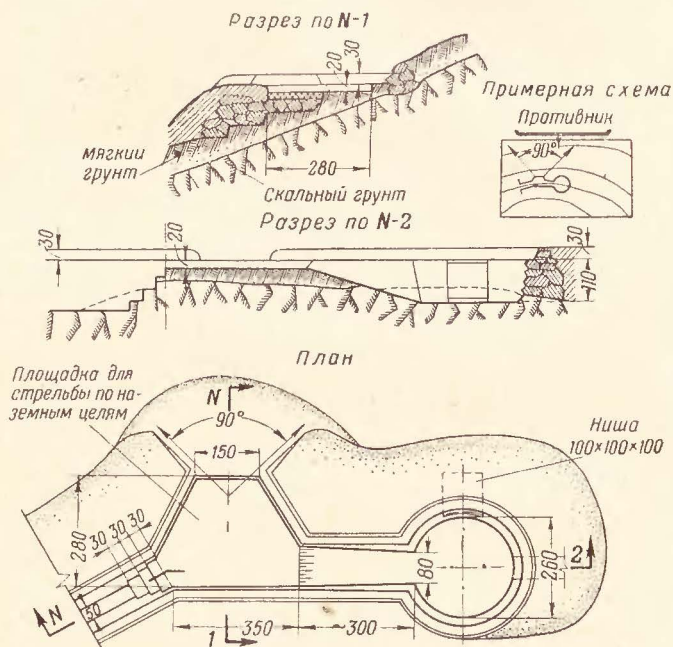 Разрез по N-1
30
20
мягкий
грунт
280
Скальный грунт
Примерная схема
Противник
90°
Разрез по N-2
30
20
30
110
План
Площадка для
стрельбы по на-
земным целям
N
90°
150
Ниша
100×100×100
280
30
30
30
50
N
1
350
~300
80
260
2